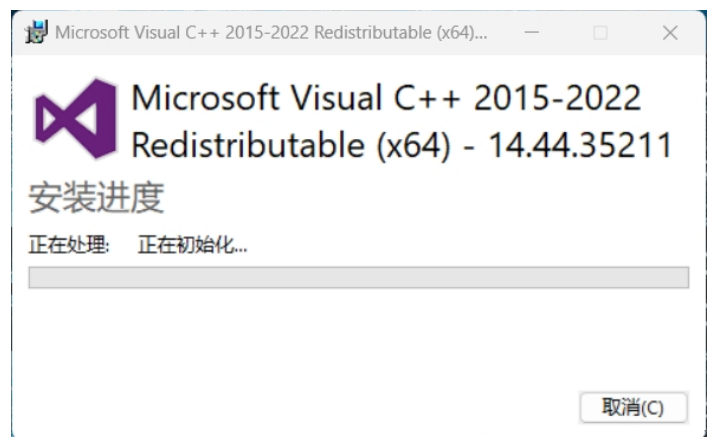 Microsoft Visual C++ 2015-2022 Redistributable (x64)...
Microsoft Visual C++ 2015-2022
Redistributable (x64) - 14.44.35211
安装进度
正在处理: 正在初始化...
取消(C)